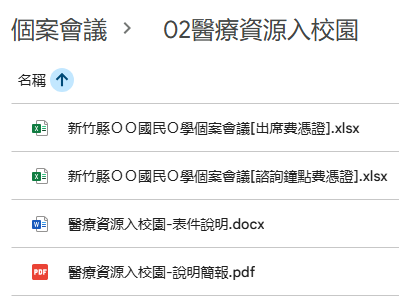 個案會議 > 02醫療資源入校園
名稱 ↑
新竹縣ＯＯ國民Ｏ學個案會議[出席費憑證].xlsx
新竹縣ＯＯ國民Ｏ學個案會議[諮詢鐘點費憑證].xlsx
醫療資源入校園-表件說明.docx
PDF 醫療資源入校園-說明簡報.pdf